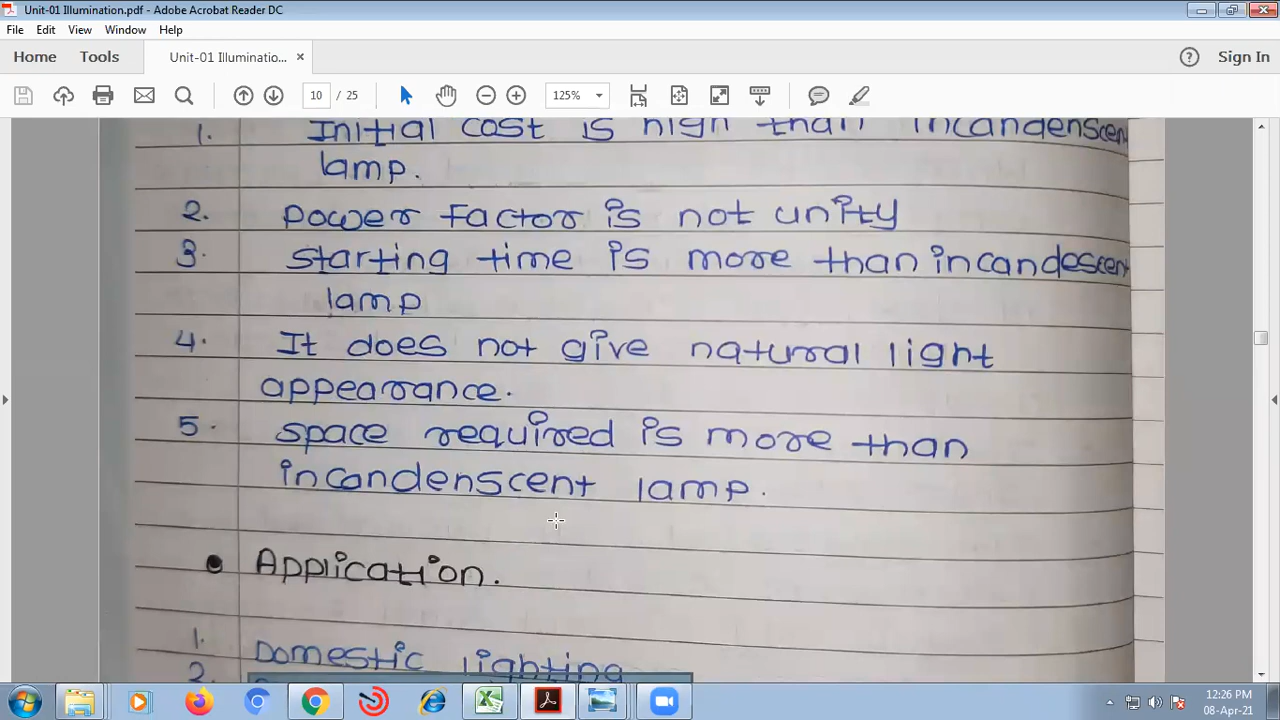 Unit-01 Illumination.pdf - Adobe Acrobat Reader DC
File Edit View Window Help
Home Tools Unit-01 Illuminatio... × Sign In
10 / 25 125%
1. Initial cost is high than incandenscen
lamp.
2. power factor is not unity
3. starting time is more than incandescent
lamp
4. It does not give natural light
appearance.
5. space required is more than
incandenscent lamp.
• Application.
1. Domestic lighting
2.
12:26 PM
08-Apr-21